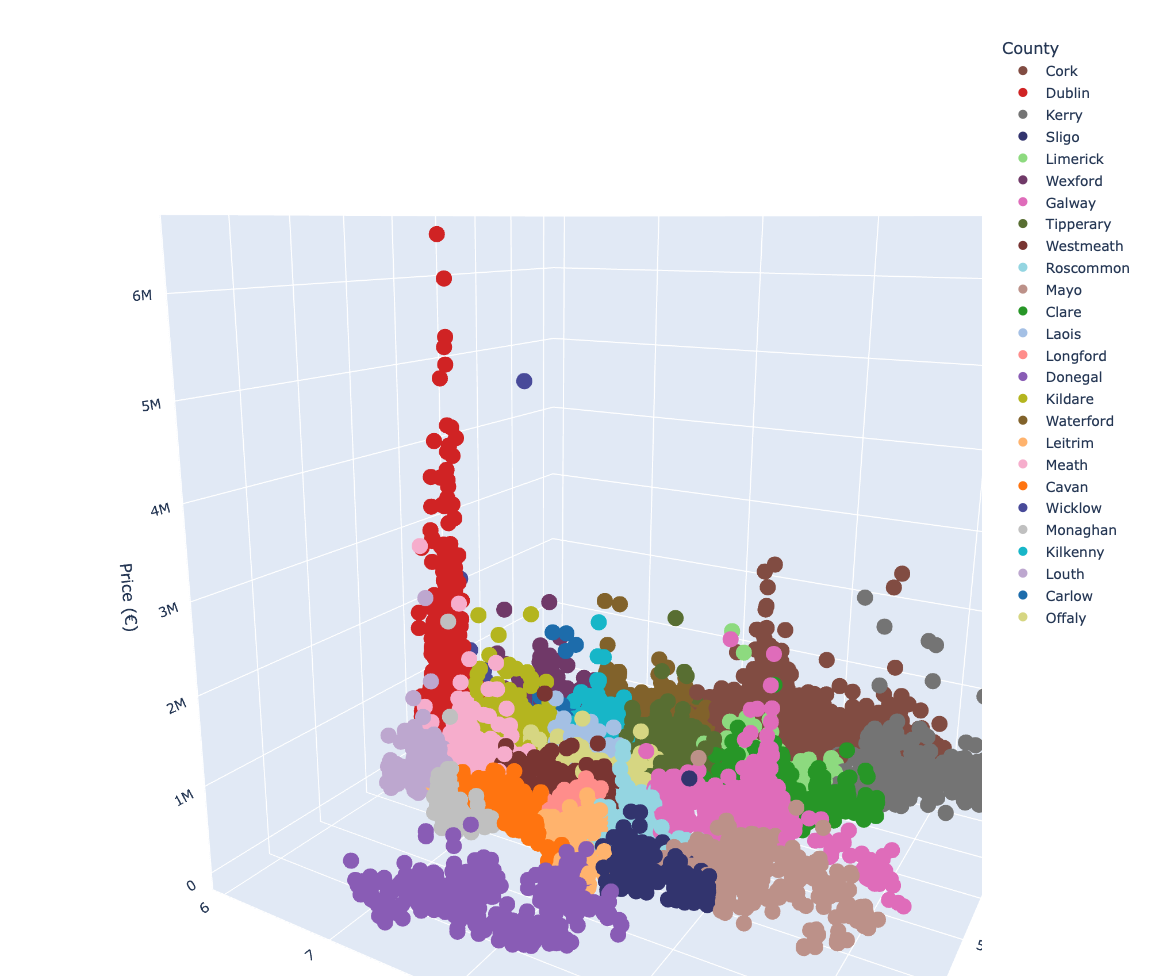 County
Cork
Dublin
Kerry
Sligo
Limerick
Wexford
Galway
Tipperary
Westmeath
Roscommon
Mayo
Clare
Laois
Longford
Donegal
Kildare
Waterford
Leitrim
Meath
Cavan
Wicklow
Monaghan
Kilkenny
Louth
Carlow
Offaly
6M
5M
4M
3M
2M
1M
0
Price (€)
6
7
5